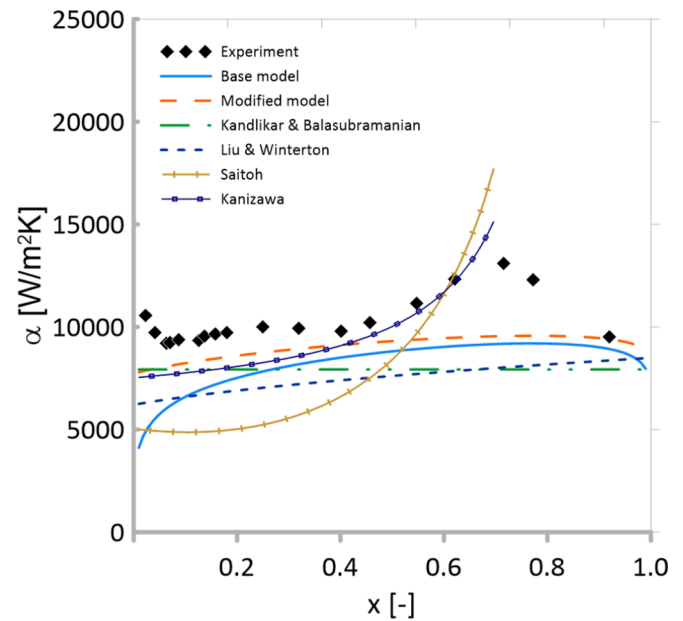 25000
20000
15000
10000
5000
0
α [W/m²K]
Experiment
Base model
Modified model
Kandlikar & Balasubramanian
Liu & Winterton
Saitoh
Kanizawa
0.2 0.4 0.6 0.8 1.0
x [-]